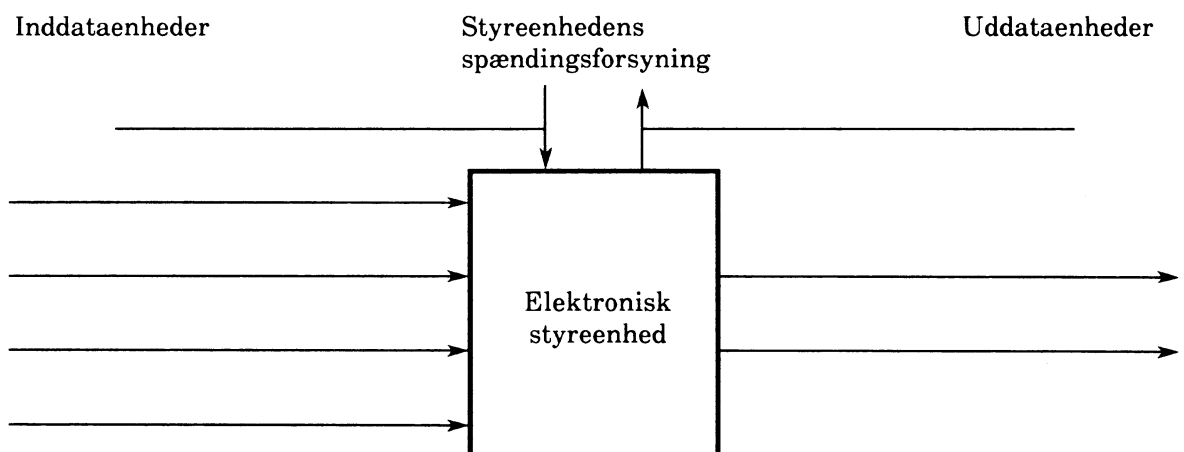 Inddataenheder
Styreenhedens
spændingsforsyning
Uddataenheder
Elektronisk
styreenhed